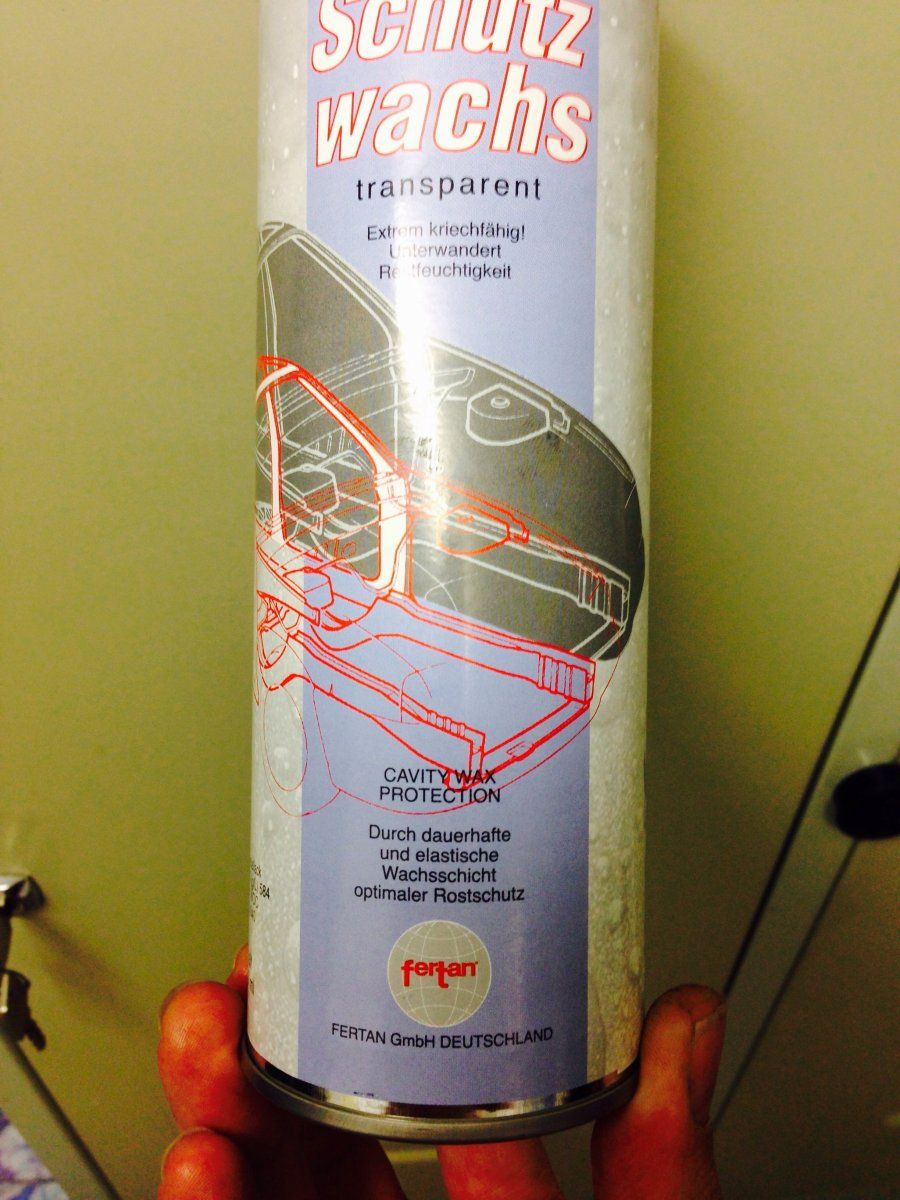 Schutz
wachs
transparent
Extrem kriechfähig!
Unterwandert
Restfeuchtigkeit
CAVITY WAX
PROTECTION
Durch dauerhafte
und elastische
Wachsschicht
optimaler Rostschutz
584
fertan
FERTAN GmbH DEUTSCHLAND